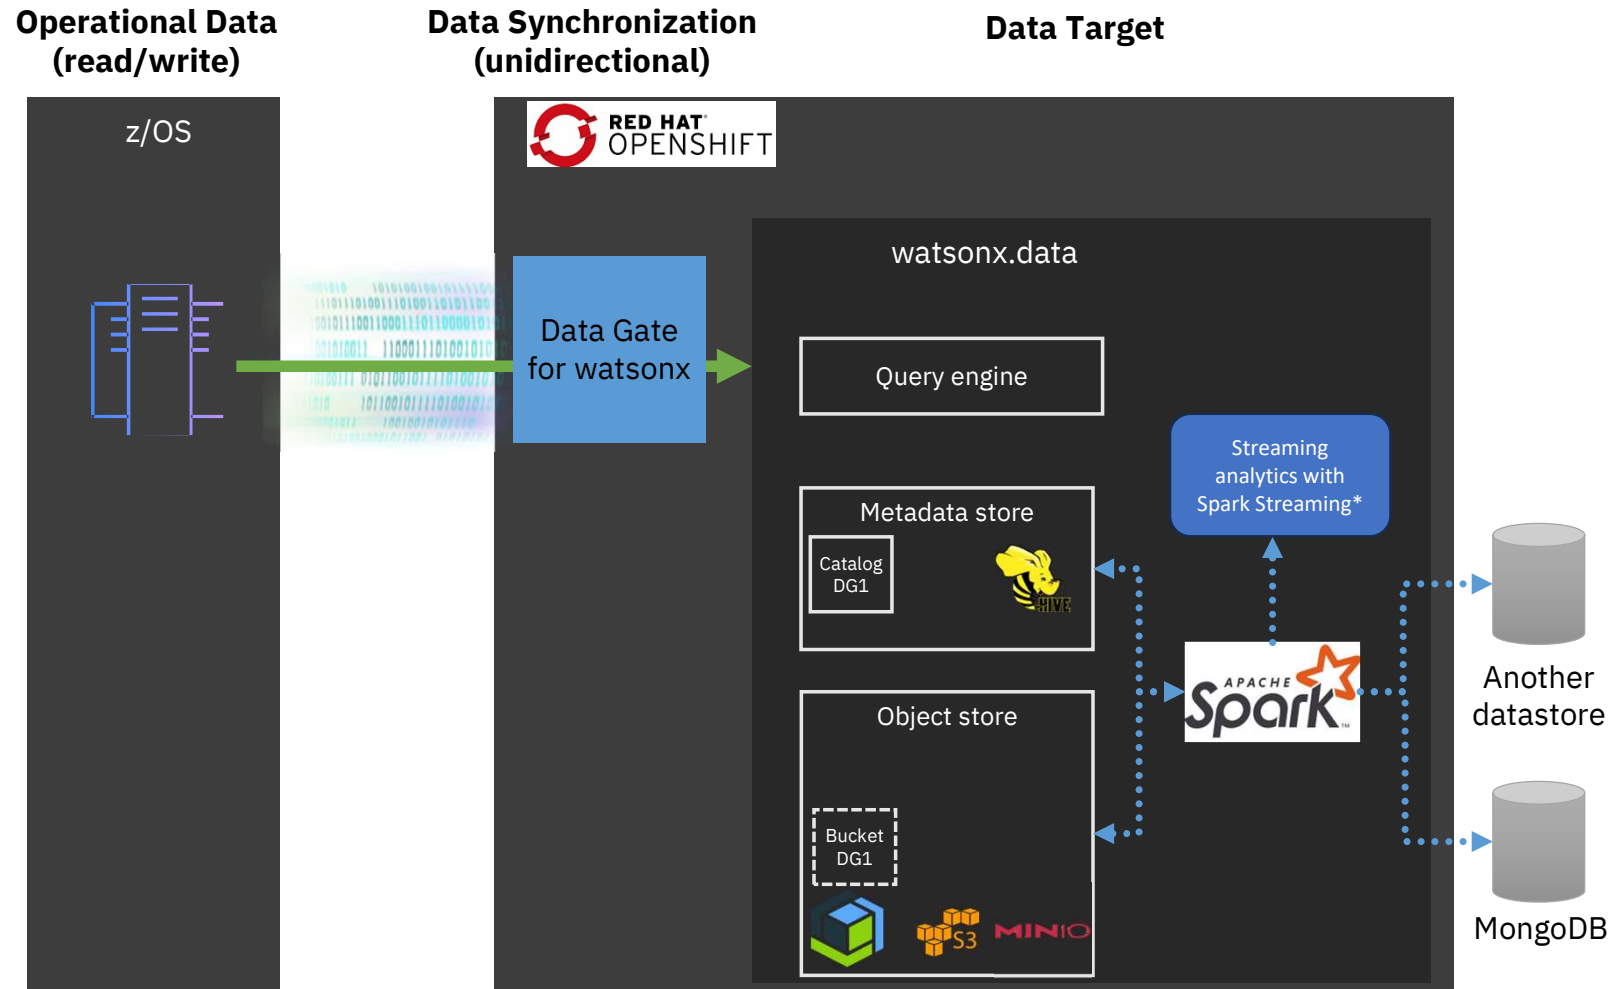 Operational Data
(read/write)
Data Synchronization
(unidirectional)
Data Target
z/OS
RED HAT
OPENSHIFT
watsonx.data
Data Gate
for watsonx
Query engine
Streaming
analytics with
Spark Streaming*
Metadata store
Catalog
DG1
HIVE
APACHE
Spark™
Another
datastore
Object store
Bucket
DG1
S3
MINIO
MongoDB